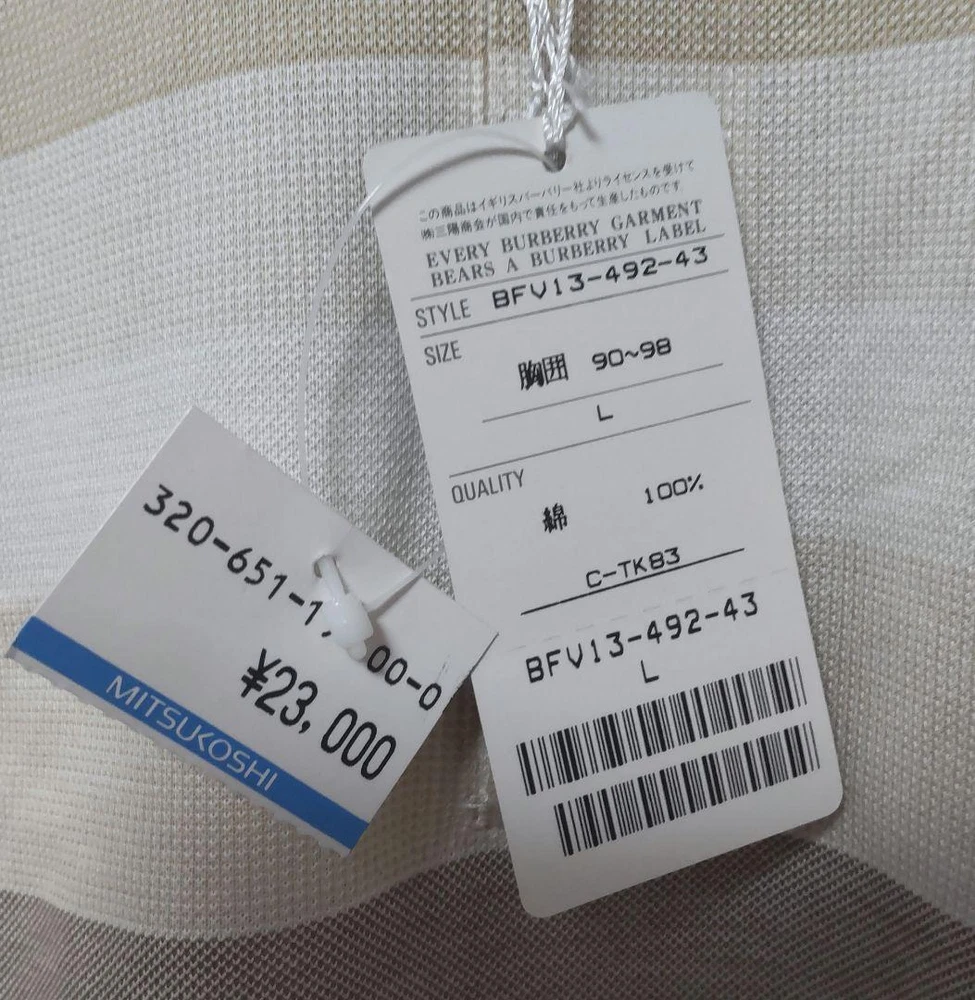 この商品はイギリスバーバリー社よりライセンスを受けて
㈱三陽商会が国内で責任をもって生産したものです
EVERY BURBERRY GARMENT
BEARS A BURBERRY LABEL
STYLE BFV13-492-43
SIZE
胸囲 90~98
L
QUALITY
綿 100%
C-TK83
BFV13-492-43
L
320-651-1 00-0
¥23,000
MITSUKOSHI